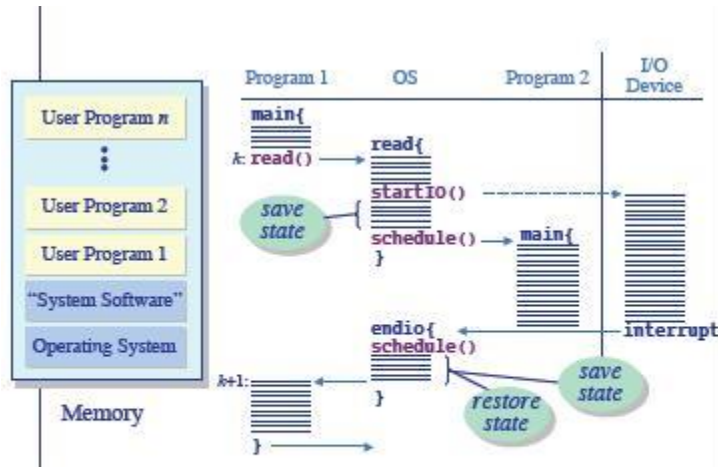 User Program n
User Program 2
User Program 1
“System Software”
Operating System
Memory
Program 1
OS
Program 2
I/O
Device
main{
k: read()
read{
startIO()
save
state
schedule()
}
main{
interrupt
endio{
schedule()
k+1:
}
save
state
restore
state
}